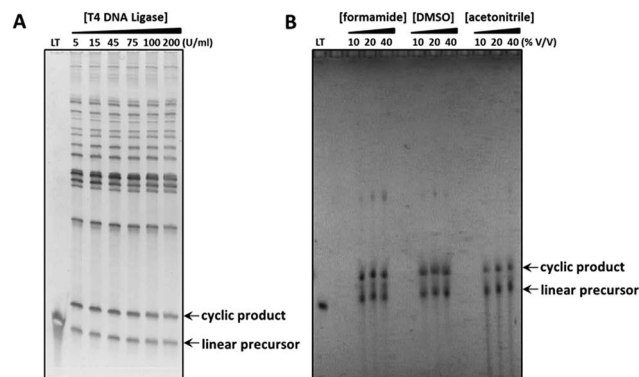 A
[T4 DNA Ligase]
LT 5 15 45 75 100 200 (U/ml)
cyclic product
linear precursor
B
[formamide] [DMSO] [acetonitrile]
LT 10 20 40 10 20 40 10 20 40 (% V/V)
cyclic product
linear precursor